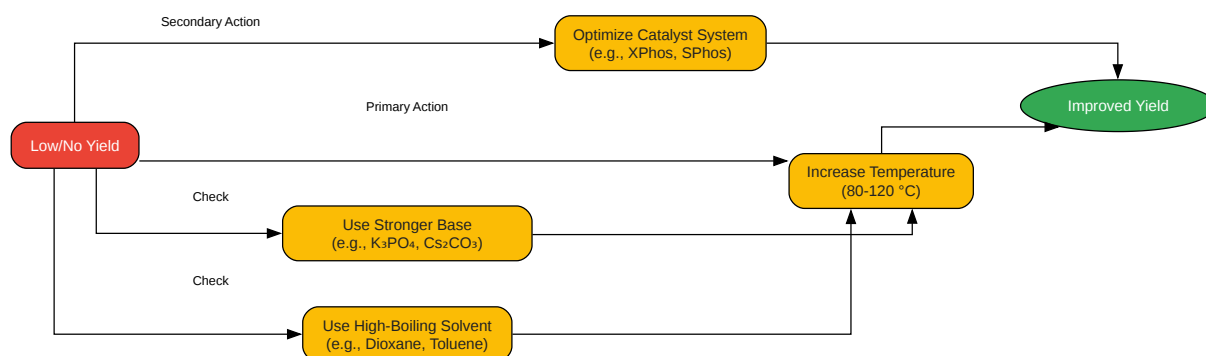 Secondary Action
Optimize Catalyst System
(e.g., XPhos, SPhos)
Primary Action
Improved Yield
Low/No Yield
Increase Temperature
(80-120 °C)
Check
Use Stronger Base
(e.g., K₃PO₄, Cs₂CO₃)
Check
Use High-Boiling Solvent
(e.g., Dioxane, Toluene)